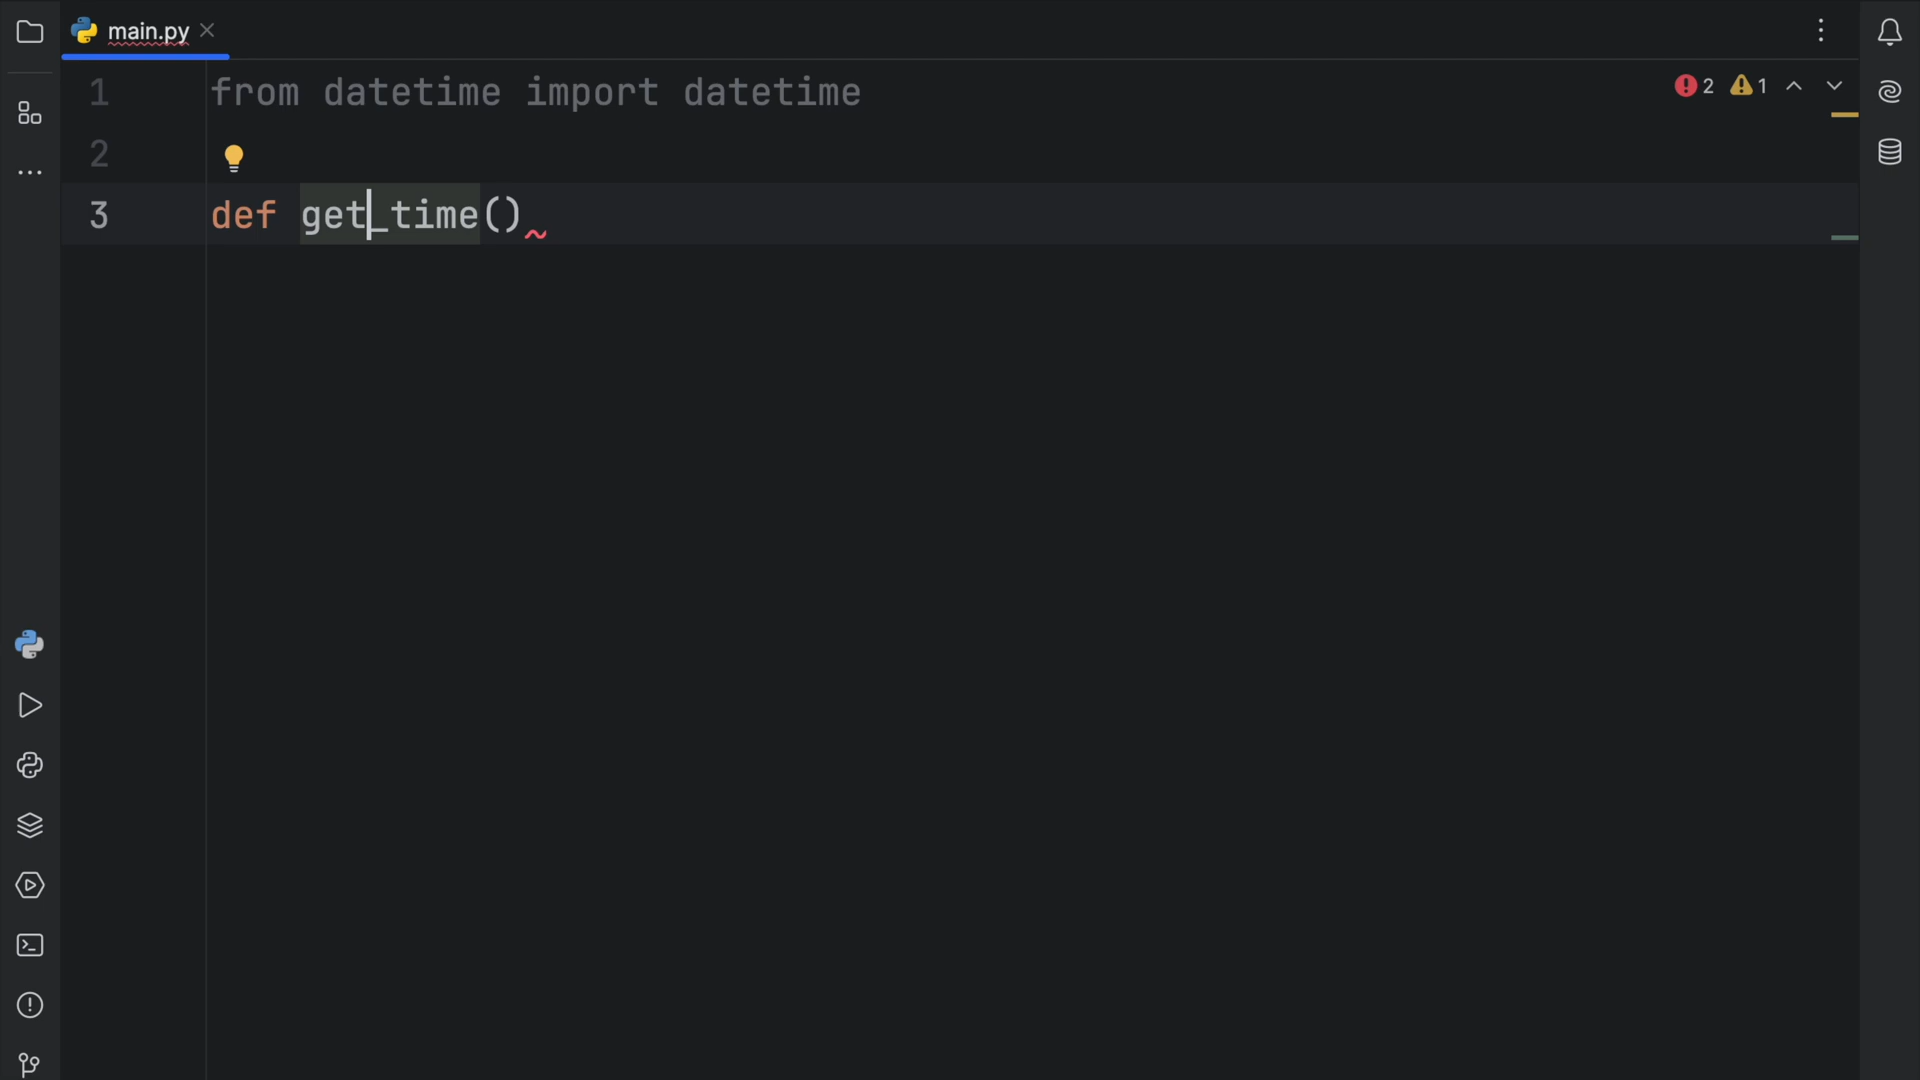 main.py
2 1
1 from datetime import datetime
2
3 def get_time()